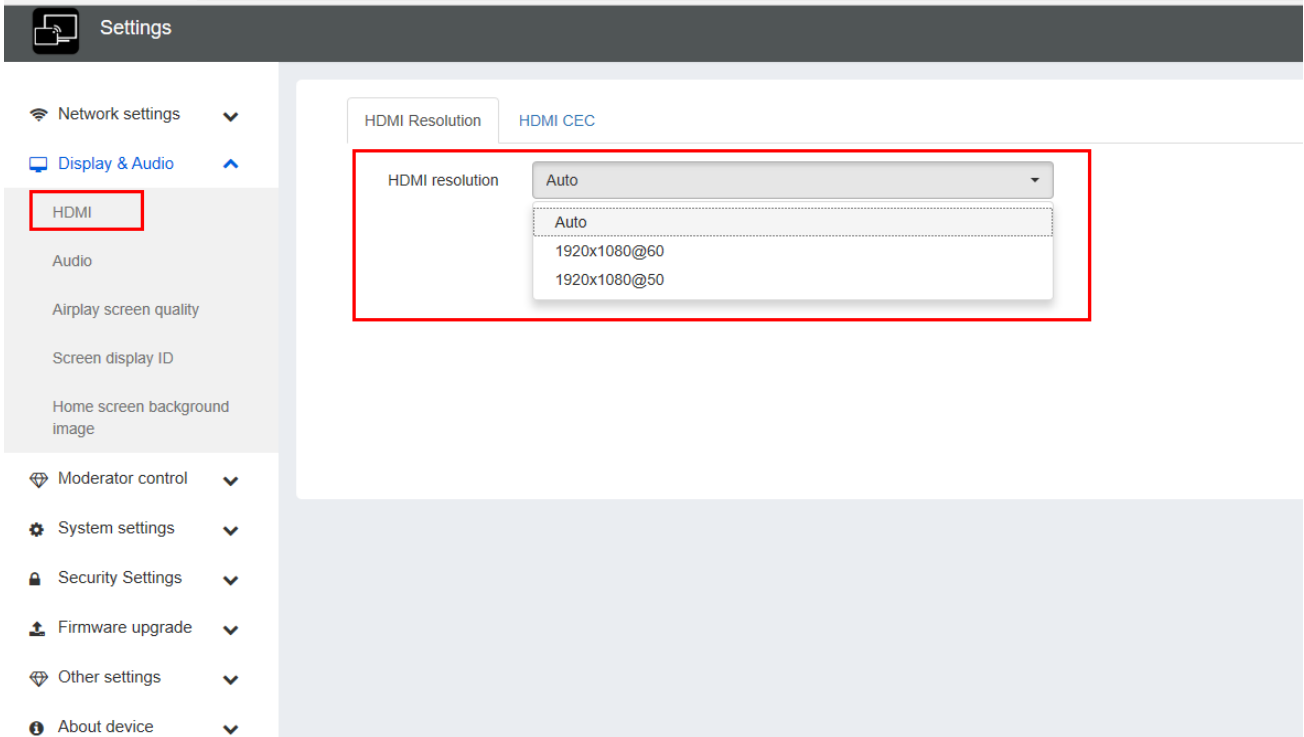 Settings
Network settings
Display & Audio
HDMI
Audio
Airplay screen quality
Screen display ID
Home screen background
image
Moderator control
System settings
Security Settings
Firmware upgrade
Other settings
About device
HDMI Resolution HDMI CEC
HDMI resolution Auto
Auto
1920x1080@60
1920x1080@50